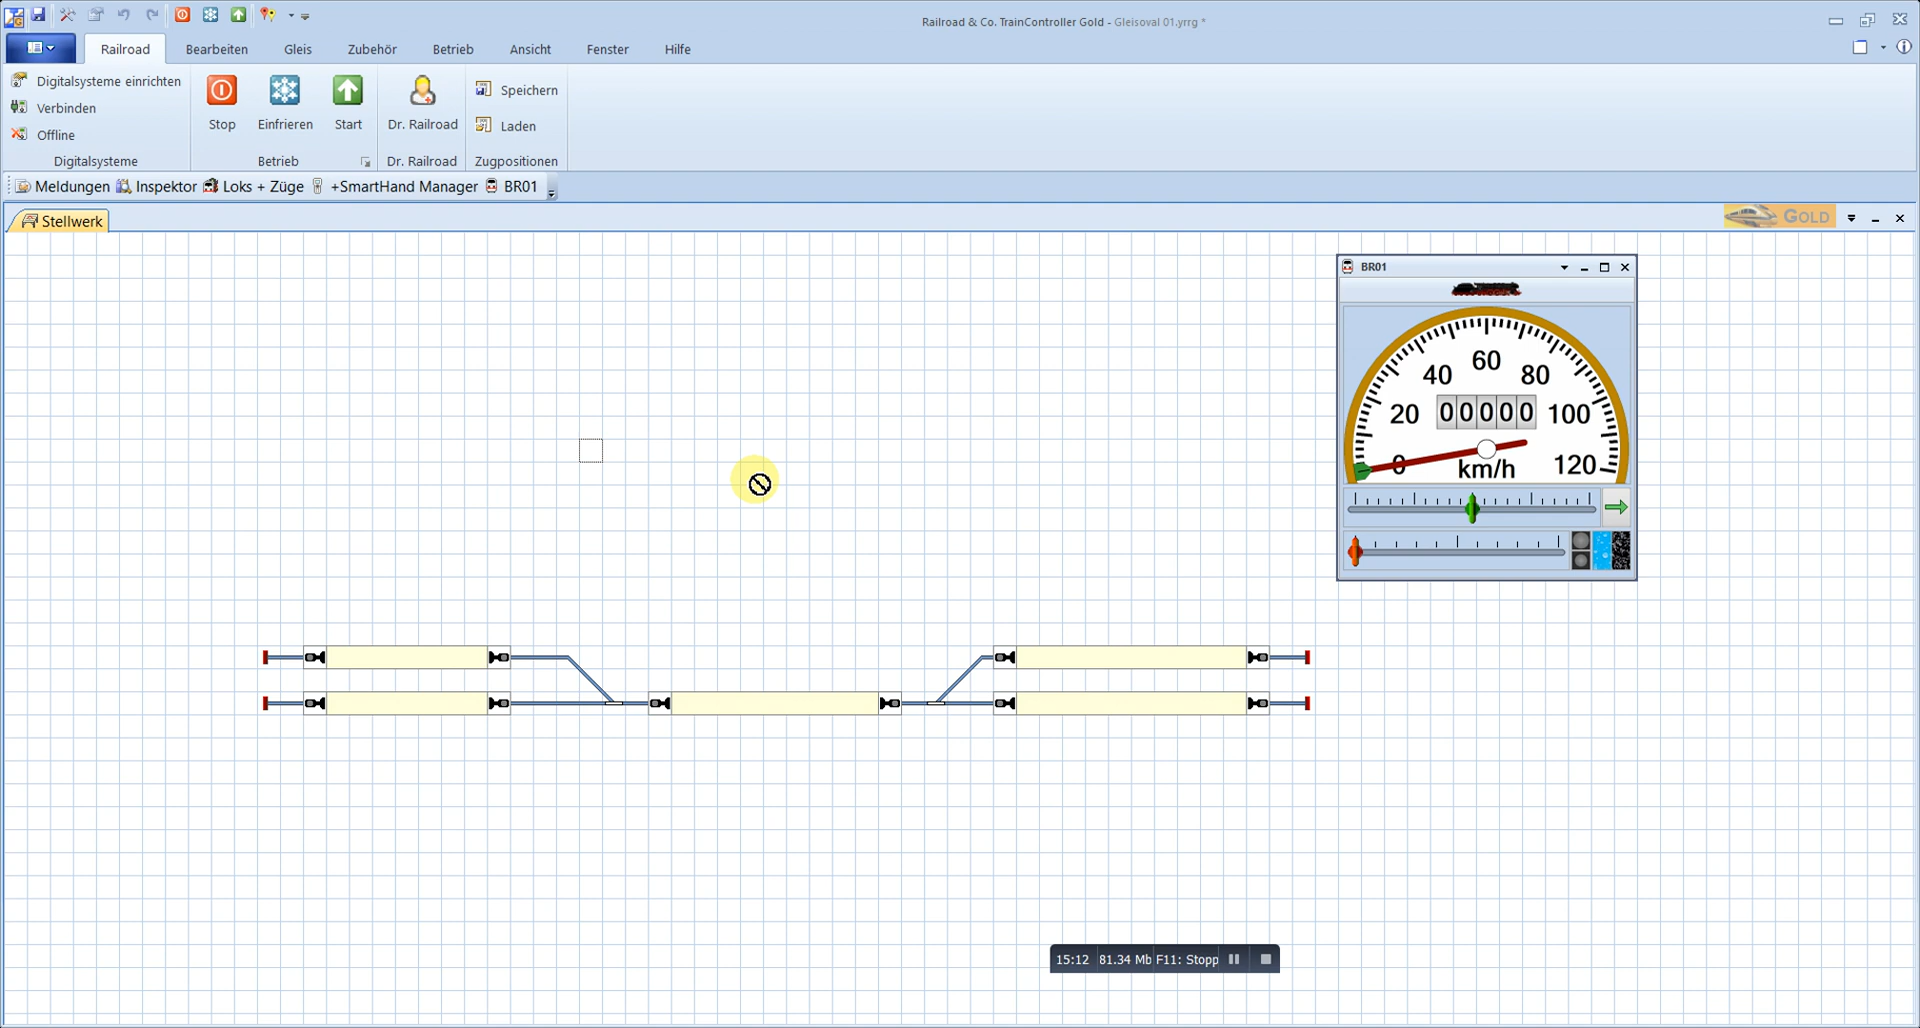 Railroad & Co. TrainController Gold - Gleisoval 01.yrrg *
Railroad Bearbeiten Gleis Zubehör Betrieb Ansicht Fenster Hilfe
Digitalsysteme einrichten
Verbinden
Offline
Digitalsysteme
Stop Einfrieren Start
Betrieb
Dr. Railroad
Dr. Railroad
Speichern
Laden
Zugpositionen
Meldungen Inspektor Loks + Züge +SmartHand Manager BR01
Stellwerk
GOLD
BR01
0 20 40 60 80 100 120
00000
km/h
15:12 81.34 Mb F11: Stopp